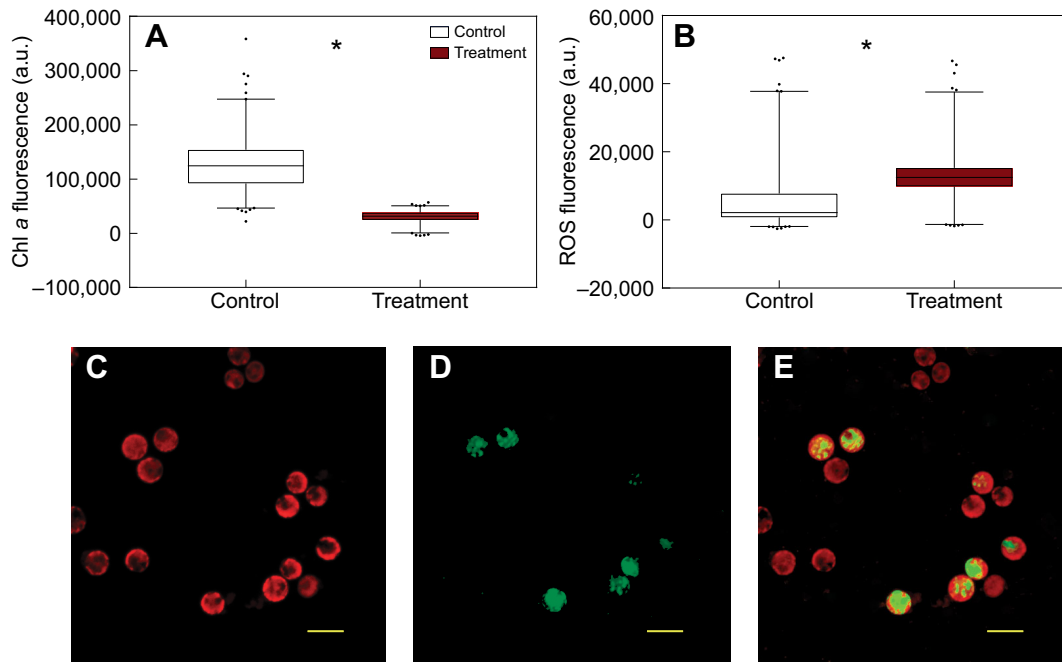 A
Chl a fluorescence (a.u.)
400,000
300,000
200,000
100,000
0
–100,000
*
Control
Treatment
Control
Treatment
B
ROS fluorescence (a.u.)
60,000
40,000
20,000
0
–20,000
*
Control
Treatment
C
D
E